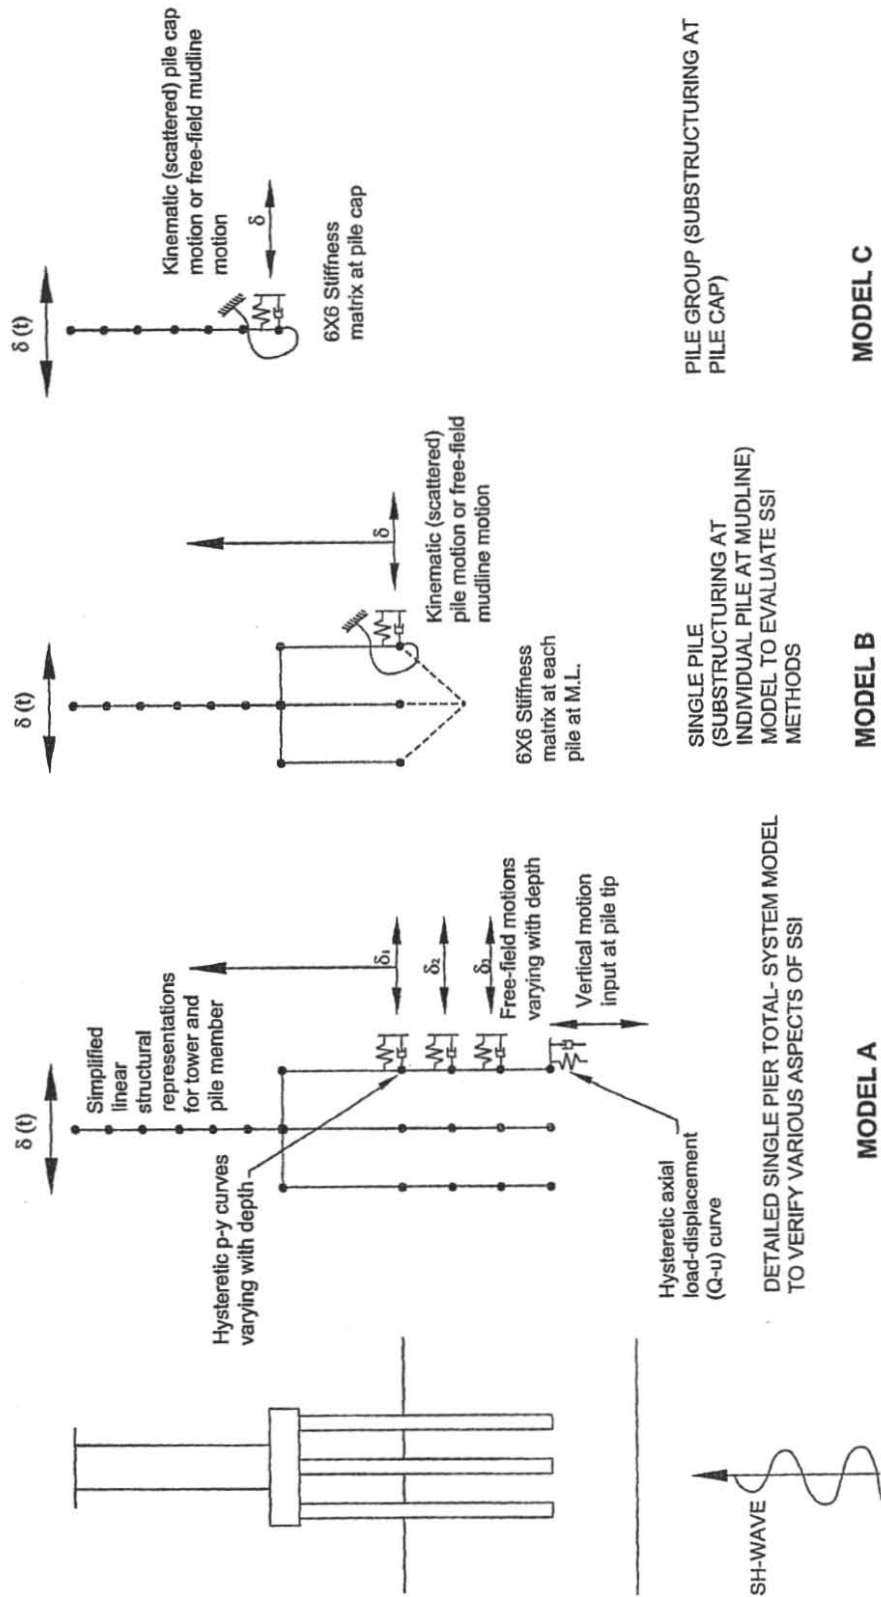 δ (t)
Simplified
linear
structural
representations
for tower and
pile member
Hysteretic p-y curves
varying with depth
δ₁
δ₂
Free-field motions
varying with depth
Vertical motion
input at pile tip
Hysteretic axial
load-displacement
(Q-u) curve
SH-WAVE
DETAILED SINGLE PIER TOTAL- SYSTEM MODEL
TO VERIFY VARIOUS ASPECTS OF SSI
MODEL A
δ (t)
δ
Kinematic (scattered)
pile motion or free-field
mudline motion
6X6 Stiffness
matrix at each
pile at M.L.
SINGLE PILE
(SUBSTRUCTURING AT
INDIVIDUAL PILE AT MUDLINE)
MODEL TO EVALUATE SSI
METHODS
MODEL B
δ (t)
Kinematic (scattered) pile cap
motion or free-field mudline
motion
δ
6X6 Stiffness
matrix at pile cap
PILE GROUP (SUBSTRUCTURING AT
PILE CAP)
MODEL C